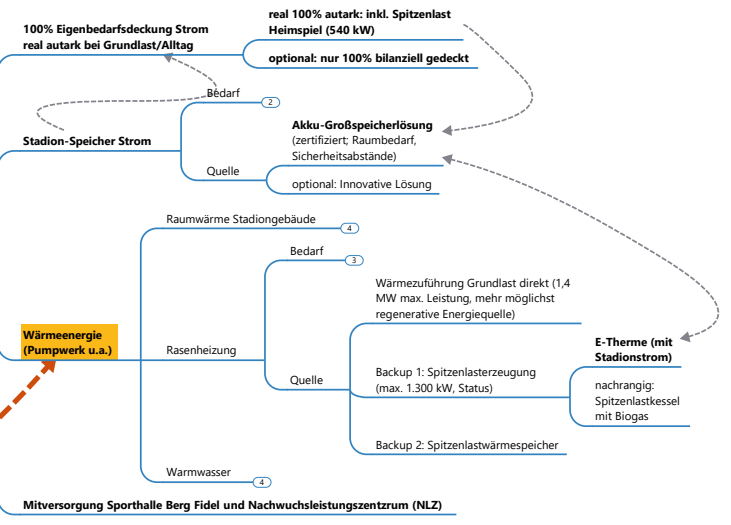 100% Eigenbedarfsdeckung Strom
real autark bei Grundlast/Alltag
real 100% autark: inkl. Spitzenlast
Heimspiel (540 kW)
optional: nur 100% bilanziell gedeckt
Stadion-Speicher Strom
Bedarf
2
Quelle
Akku-Großspeicherlösung
(zertifiziert; Raumbedarf,
Sicherheitsabstände)
optional: Innovative Lösung
Wärmeenergie
(Pumpwerk u.a.)
Raumwärme Stadiongebäude
4
Rasenheizung
Bedarf
3
Quelle
Wärmezuführung Grundlast direkt (1,4
MW max. Leistung, mehr möglichst
regenerative Energiequelle)
Backup 1: Spitzenlasterzeugung
(max. 1.300 kW, Status)
E-Therme (mit
Stadionstrom)
nachrangig:
Spitzenlastkessel
mit Biogas
Backup 2: Spitzenlastwärmespeicher
Warmwasser
4
Mitversorgung Sporthalle Berg Fidel und Nachwuchsleistungszentzrum (NLZ)